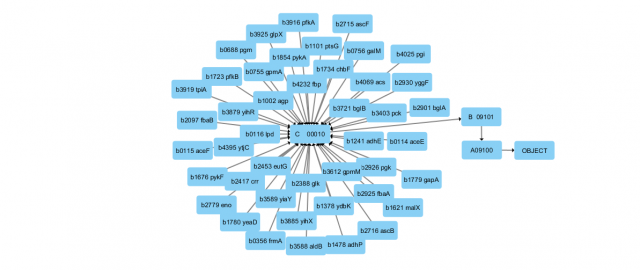 b3916 pfkA
b2715 ascF
b3925 glpX
b0688 pgm
b1101 ptsG
b0756 galM
b1854 pykA
b4025 pgi
b0755 gpmA
b1734 chbF
b1723 pfkB
b4232 fbp
b4069 acs
b2930 yggF
b3919 tpiA
b1002 agp
b3721 bglB
b2901 bglA
b3879 yihR
b3403 pck
b2097 fbaB
B 09101
b0116 lpd
C 00010
b1241 adhE
b0114 aceE
b4395 ytjC
b0115 aceF
A09100
OBJECT
b2453 eutG
b2926 pgk
b3612 gpmM
b1676 pykF
b2417 crr
b2388 glk
b1779 gapA
b3589 yiaY
b2925 fbaA
b2779 eno
b1378 ydbK
b1621 malX
b1780 yeaD
b3885 yihX
b2716 ascB
b0356 frmA
b3588 aldB
b1478 adhP